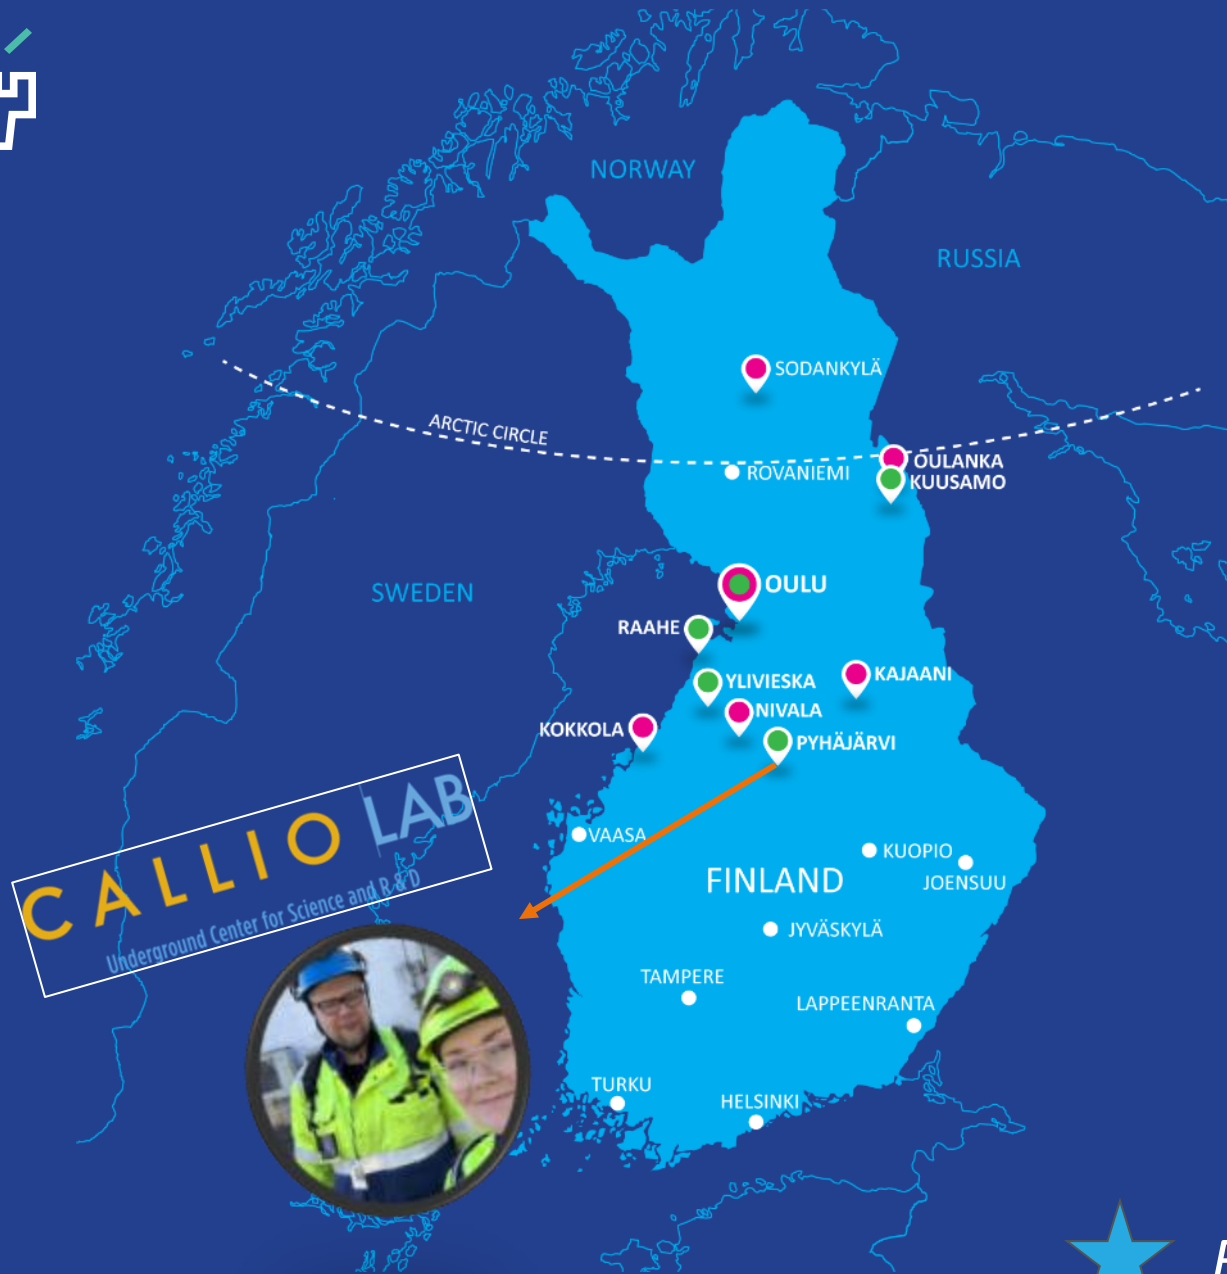 NORWAY
RUSSIA
SODANKYLÄ
ARCTIC CIRCLE
OULANKA
ROVANIEMI
KUUSAMO
OULU
SWEDEN
RAAHE
KAJAANI
YLIVIESKA
NIVALA
KOKKOLA
PYHÄJÄRVI
CALLIO LAB
Underground Center for Science and R & D
VAASA
KUOPIO
FINLAND
JOENSUU
JYVÄSKYLÄ
TAMPERE
LAPPEENRANTA
TURKU
HELSINKI